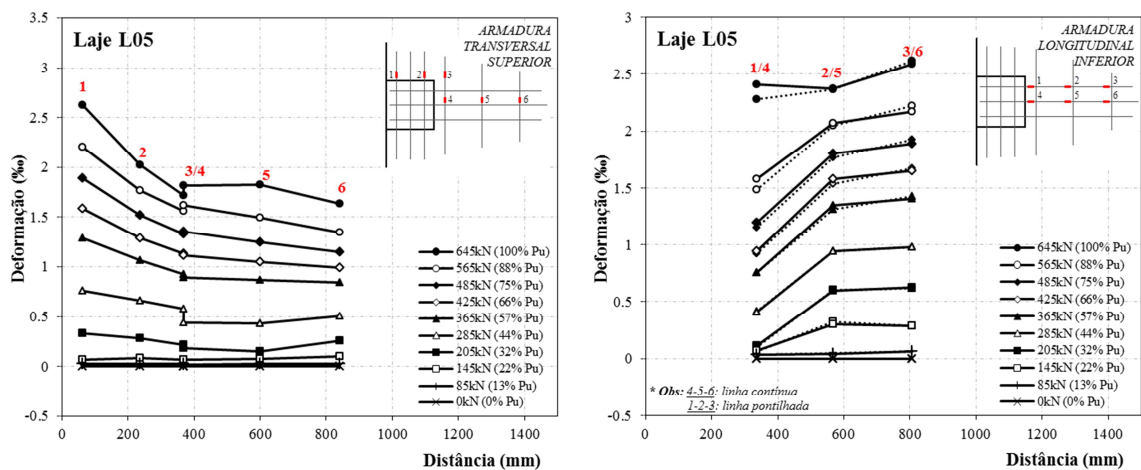 Laje L05
ARMADURA
TRANSVERSAL
SUPERIOR
1 2 3
4 5 6
3.5
3
2.5
2
1.5
1
0.5
0
-0.5
1
2
3/4
5
6
645kN (100% Pu)
565kN (88% Pu)
485kN (75% Pu)
425kN (66% Pu)
365kN (57% Pu)
285kN (44% Pu)
205kN (32% Pu)
145kN (22% Pu)
85kN (13% Pu)
0kN (0% Pu)
0 200 400 600 800 1000 1200 1400
Deformação (‰)
Distância (mm)
Laje L05
ARMADURA
LONGITUDINAL
INFERIOR
1 2 3
4 5 6
3
2.5
2
1.5
1
0.5
0
-0.5
1/4
2/5
3/6
645kN (100% Pu)
565kN (88% Pu)
485kN (75% Pu)
425kN (66% Pu)
365kN (57% Pu)
285kN (44% Pu)
205kN (32% Pu)
145kN (22% Pu)
85kN (13% Pu)
0kN (0% Pu)
* Obs: 4-5-6: linha contínua
1-2-3: linha pontilhada
0 200 400 600 800 1000 1200 1400
Deformação (‰)
Distância (mm)